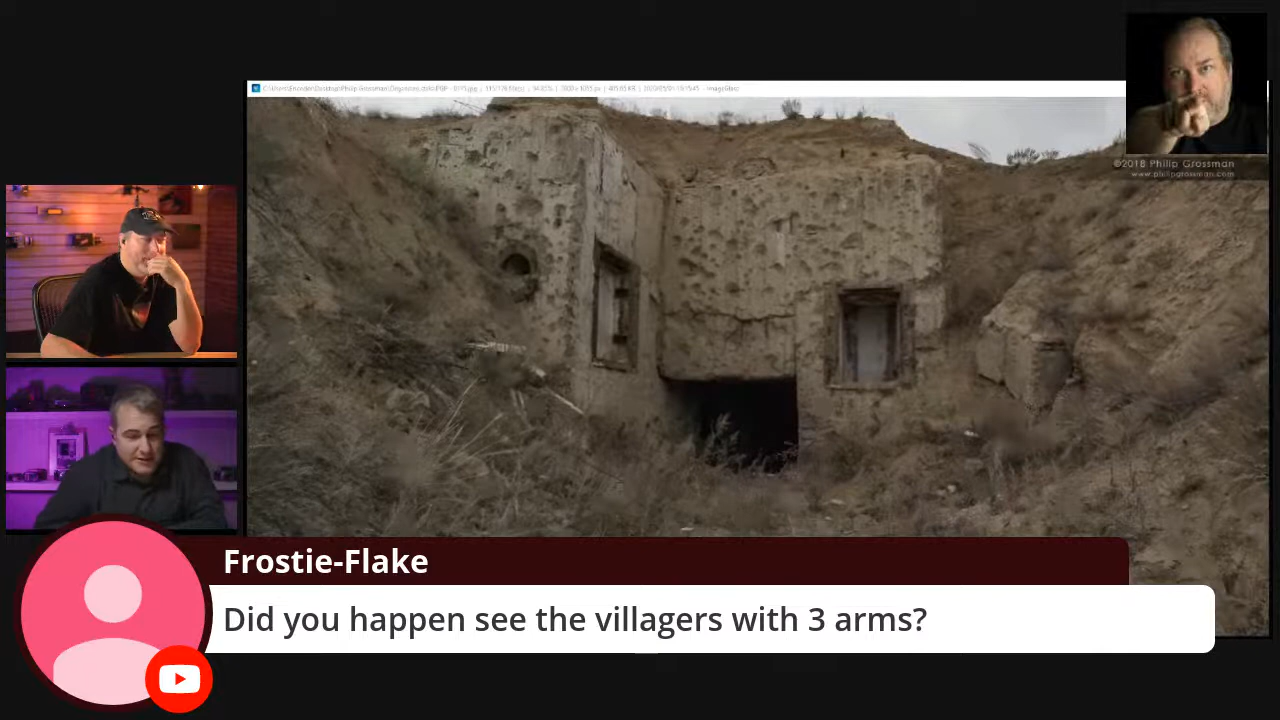 ©2018 Philip Grossman
www.philipgrossman.com
Frostie-Flake
Did you happen see the villagers with 3 arms?